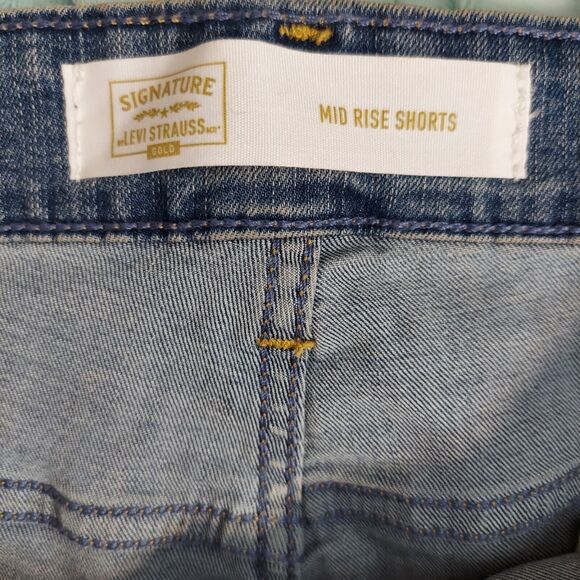 SIGNATURE
BY LEVI STRAUSS & CO.
GOLD
MID RISE SHORTS